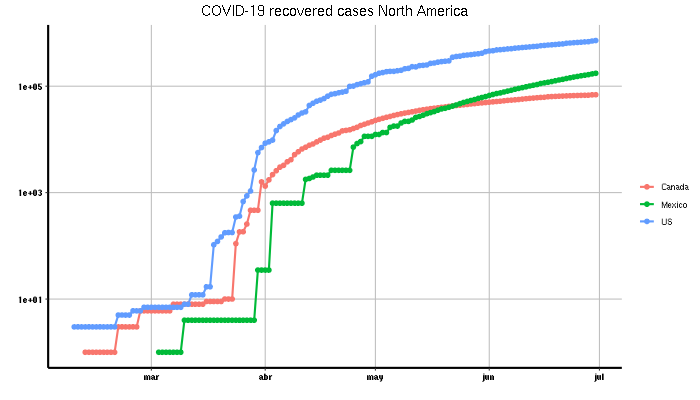 COVID-19 recovered cases North America
1e+05
1e+03
1e+01
mar
abr
may
jun
jul
Canada
Mexico
US